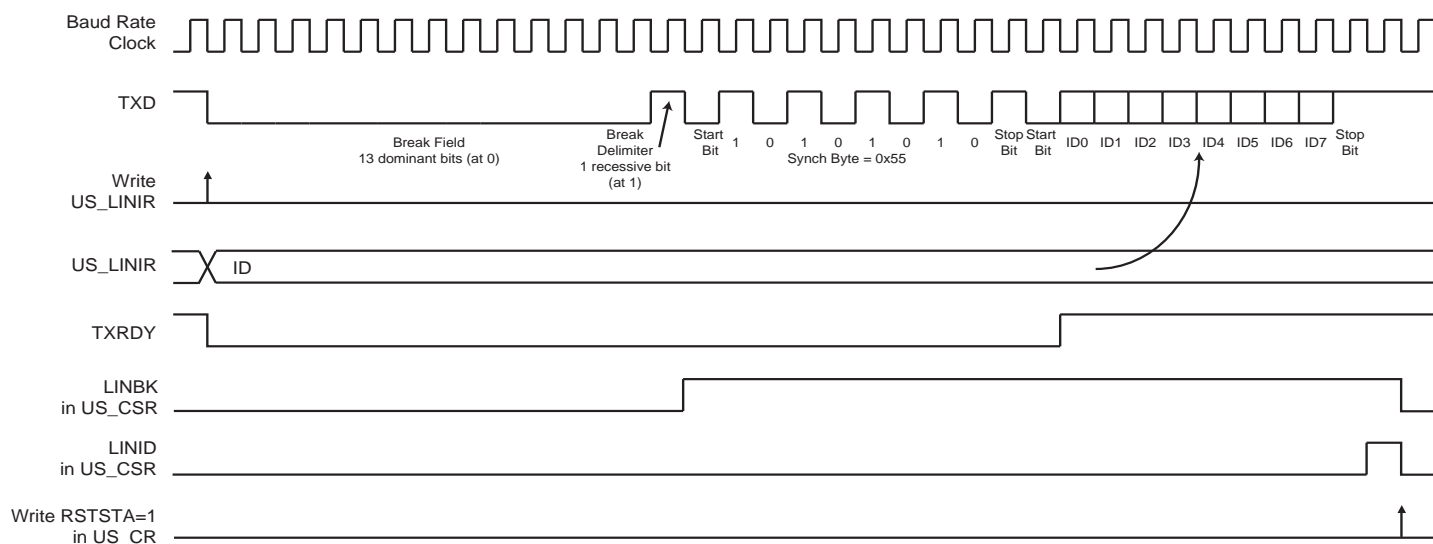 Baud Rate
Clock
TXD
Break Field
13 dominant bits (at 0)
Break
Delimiter
1 recessive bit
(at 1)
Start
Bit
1 0 1 0 1 0 1 0
Synch Byte = 0x55
Stop
Bit
Start
Bit
ID0 ID1 ID2 ID3 ID4 ID5 ID6 ID7
Stop
Bit
Write
US_LINIR
US_LINIR
ID
TXRDY
LINBK
in US_CSR
LINID
in US_CSR
Write RSTSTA=1
in US_CR